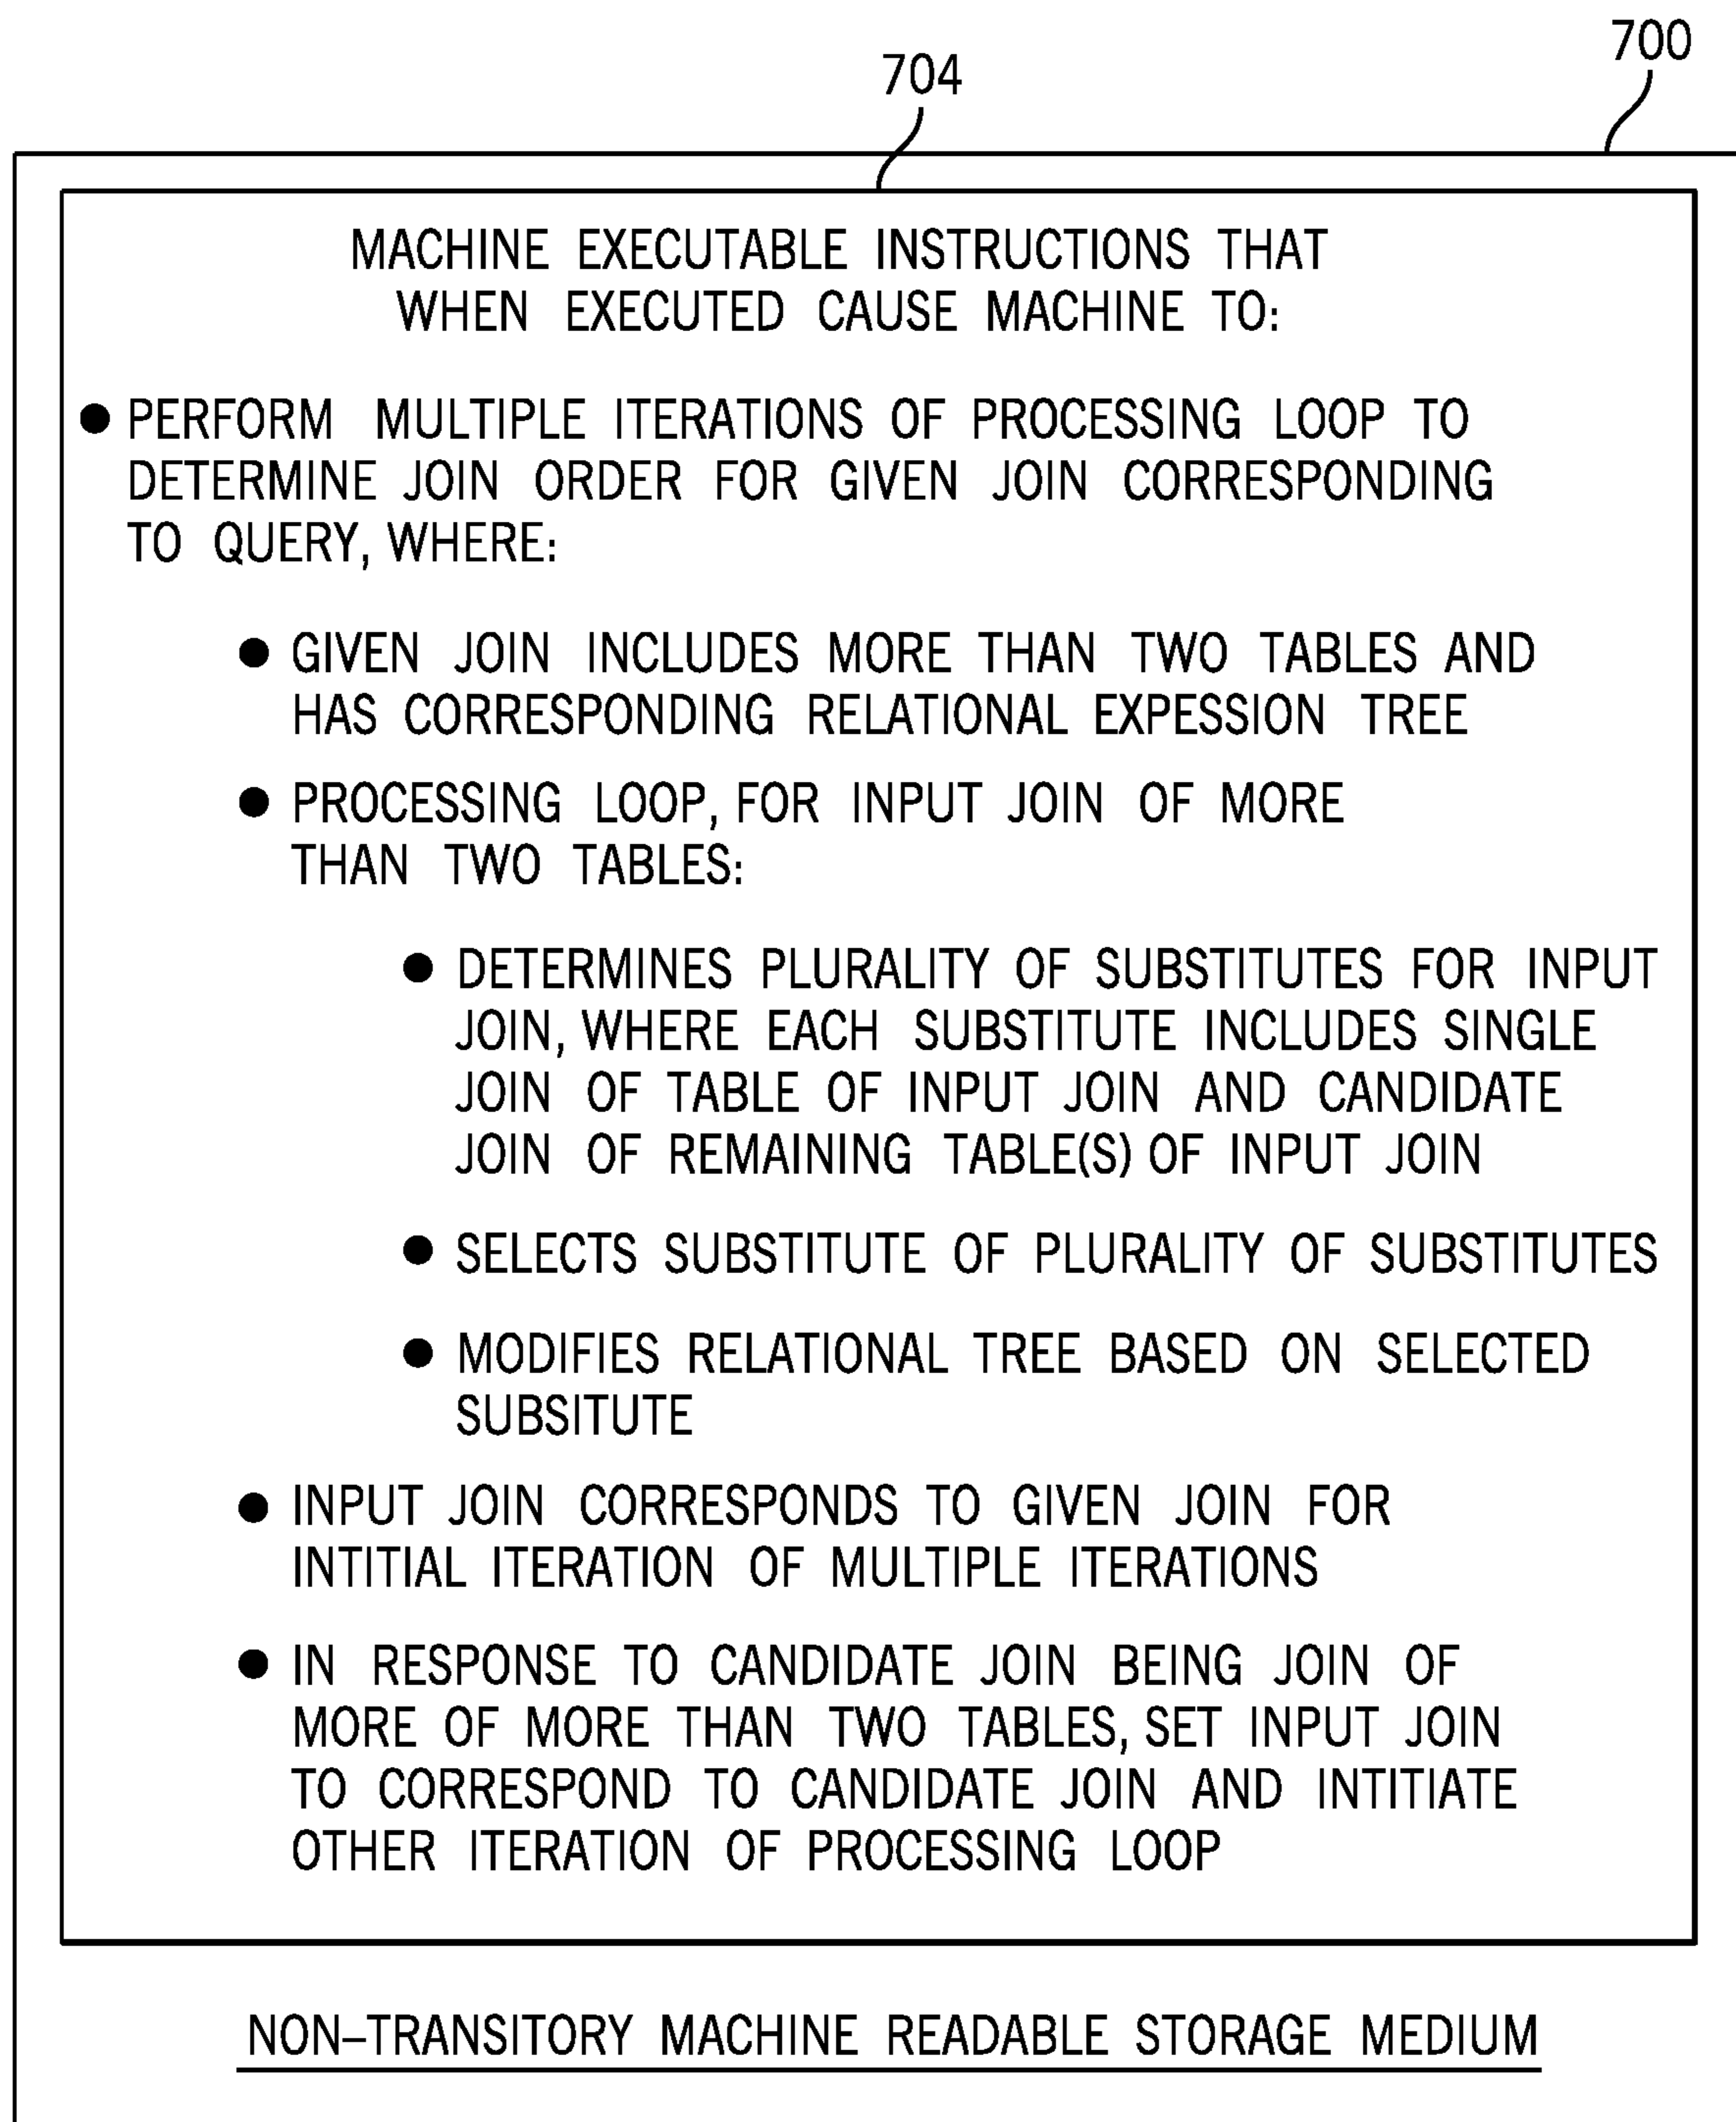 700
704
MACHINE EXECUTABLE INSTRUCTIONS THAT
WHEN EXECUTED CAUSE MACHINE TO:
● PERFORM MULTIPLE ITERATIONS OF PROCESSING LOOP TO
DETERMINE JOIN ORDER FOR GIVEN JOIN CORRESPONDING
TO QUERY, WHERE:
● GIVEN JOIN INCLUDES MORE THAN TWO TABLES AND
HAS CORRESPONDING RELATIONAL EXPESSION TREE
● PROCESSING LOOP, FOR INPUT JOIN OF MORE
THAN TWO TABLES:
● DETERMINES PLURALITY OF SUBSTITUTES FOR INPUT
JOIN, WHERE EACH SUBSTITUTE INCLUDES SINGLE
JOIN OF TABLE OF INPUT JOIN AND CANDIDATE
JOIN OF REMAINING TABLE(S) OF INPUT JOIN
● SELECTS SUBSTITUTE OF PLURALITY OF SUBSTITUTES
● MODIFIES RELATIONAL TREE BASED ON SELECTED
SUBSITUTE
● INPUT JOIN CORRESPONDS TO GIVEN JOIN FOR
INTITIAL ITERATION OF MULTIPLE ITERATIONS
● IN RESPONSE TO CANDIDATE JOIN BEING JOIN OF
MORE OF MORE THAN TWO TABLES, SET INPUT JOIN
TO CORRESPOND TO CANDIDATE JOIN AND INTITIATE
OTHER ITERATION OF PROCESSING LOOP
NON–TRANSITORY MACHINE READABLE STORAGE MEDIUM